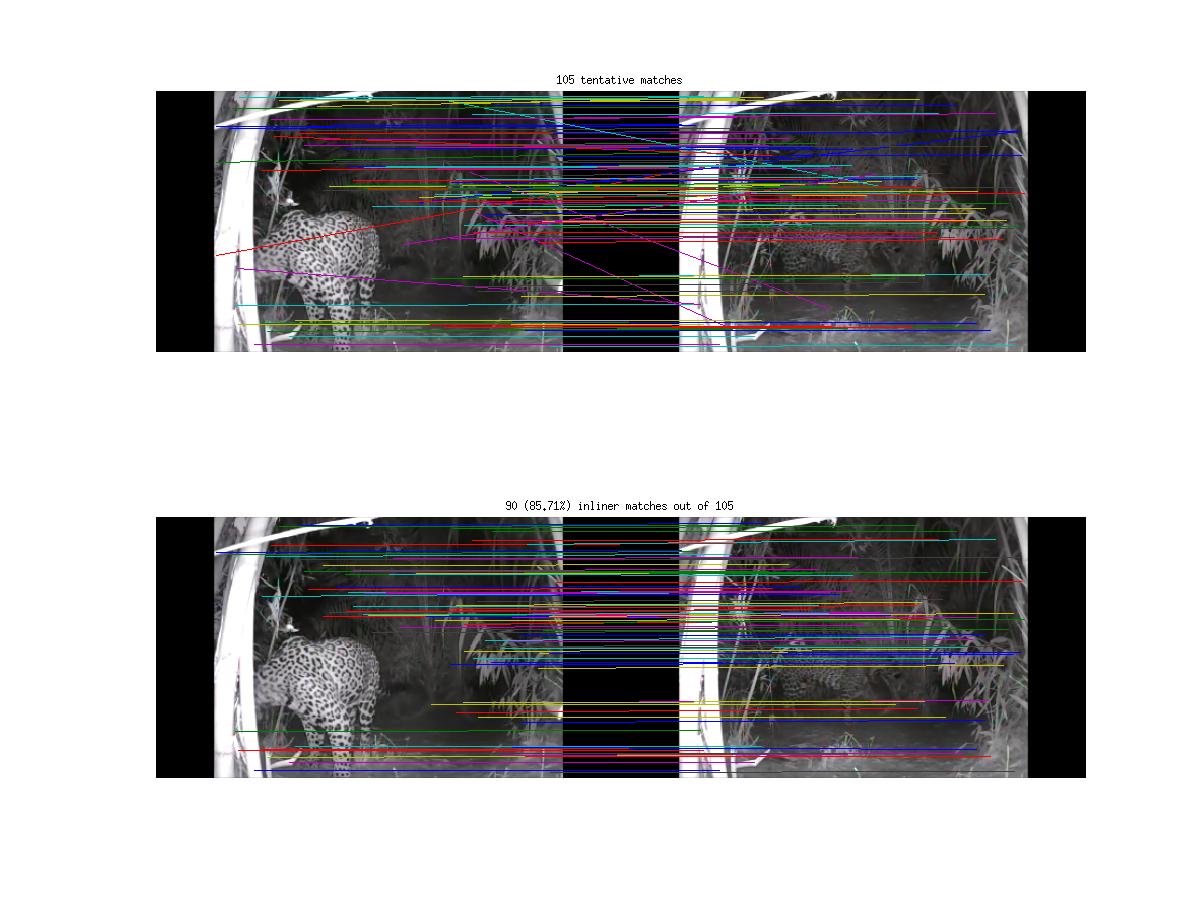 105 tentative matches
90 (85.71%) inliner matches out of 105